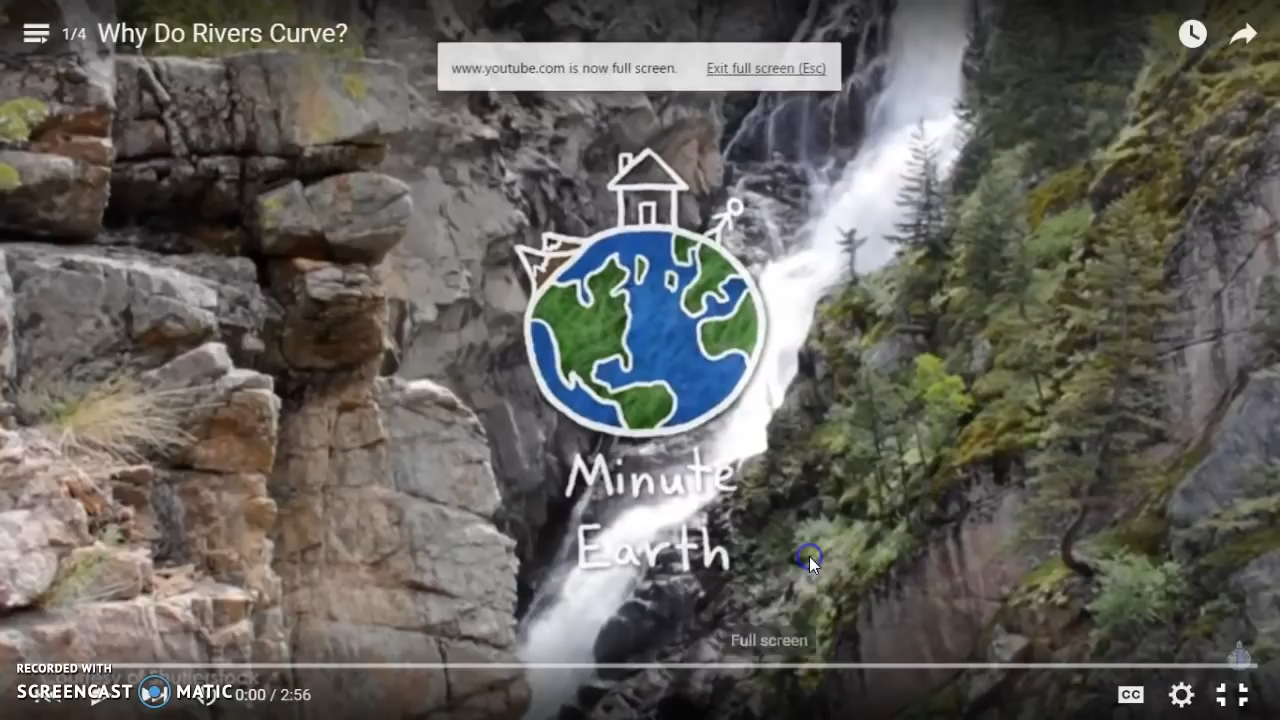 1/4 Why Do Rivers Curve?
www.youtube.com is now full screen. Exit full screen (Esc)
Minute
Earth
Full screen
RECORDED WITH
SCREENCAST MATIC
0:00 / 2:56
CC